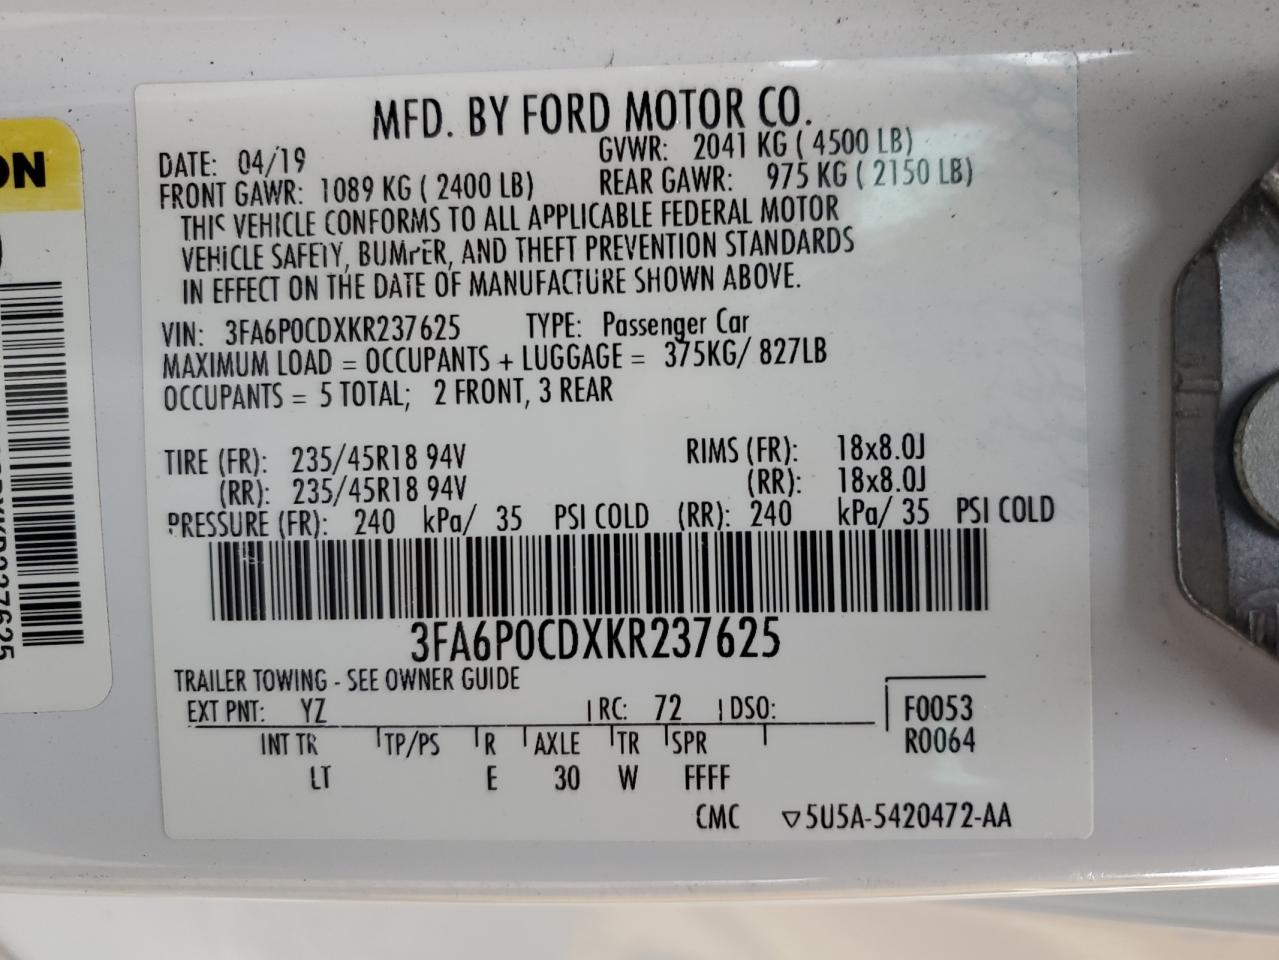 MFD. BY FORD MOTOR CO.
DATE: 04/19 GVWR: 2041 KG ( 4500 LB)
FRONT GAWR: 1089 KG ( 2400 LB) REAR GAWR: 975 KG ( 2150 LB)
THIS VEHICLE CONFORMS TO ALL APPLICABLE FEDERAL MOTOR
VEHICLE SAFETY, BUMPER, AND THEFT PREVENTION STANDARDS
IN EFFECT ON THE DATE OF MANUFACTURE SHOWN ABOVE.
VIN: 3FA6P0CDXKR237625 TYPE: Passenger Car
MAXIMUM LOAD = OCCUPANTS + LUGGAGE = 375KG/ 827LB
OCCUPANTS = 5 TOTAL; 2 FRONT, 3 REAR
TIRE (FR): 235/45R18 94V RIMS (FR): 18x8.0J
(RR): 235/45R18 94V (RR): 18x8.0J
PRESSURE (FR): 240 kPa/ 35 PSI COLD (RR): 240 kPa/ 35 PSI COLD
3FA6P0CDXKR237625
TRAILER TOWING - SEE OWNER GUIDE
EXT PNT: YZ RC: 72 DSO: F0053
INT TR TP/PS R AXLE TR SPR R0064
LT E 30 W FFFF
CMC ▽5U5A-5420472-AA